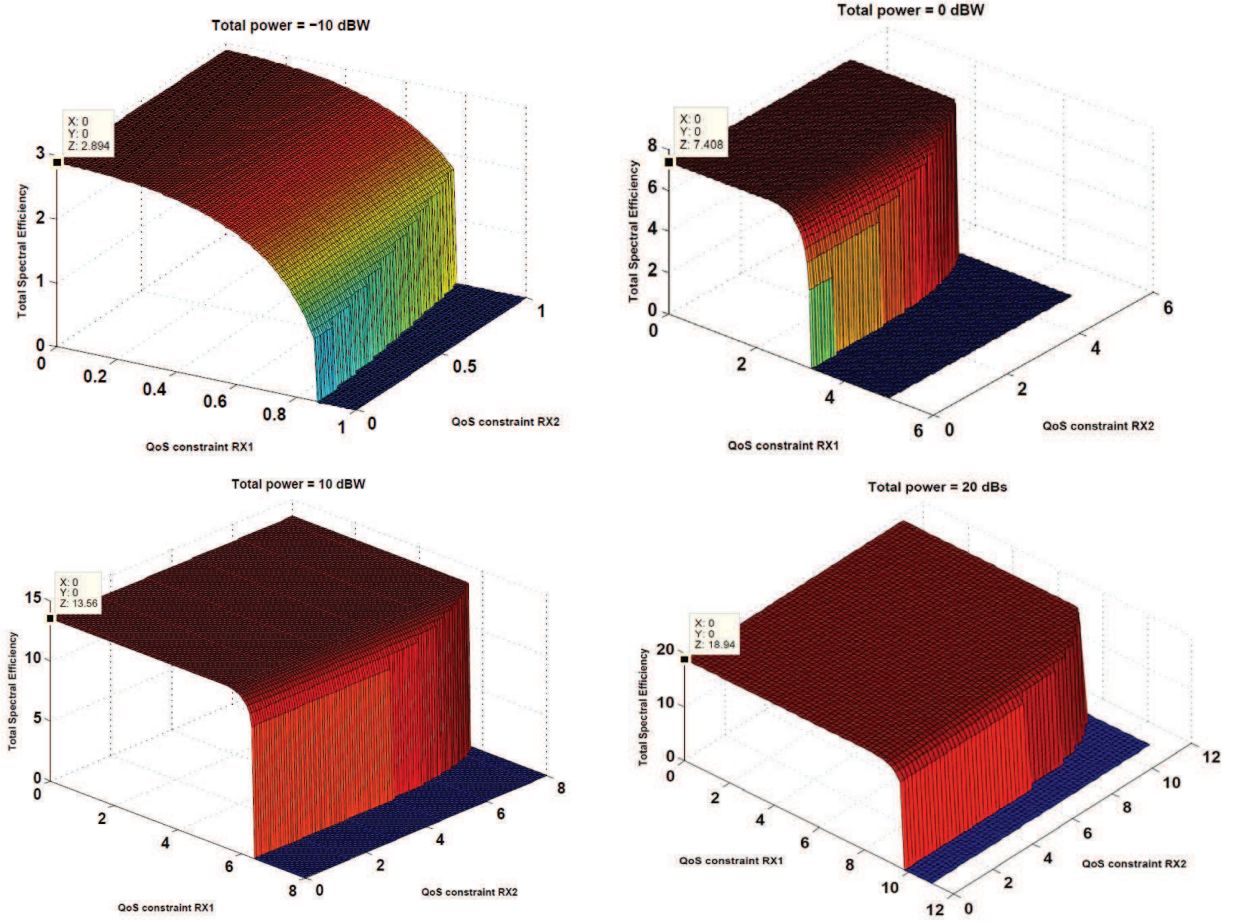 Total power = −10 dBW
X: 0
Y: 0
Z: 2.894
Total Spectral Efficiency
3
2
1
0
0
0.2
0.4
0.6
0.8
1
0
0.5
1
QoS constraint RX1
QoS constraint RX2
Total power = 0 dBW
X: 0
Y: 0
Z: 7.408
Total Spectral Efficiency
8
6
4
2
0
0
2
4
6
0
2
4
6
QoS constraint RX1
QoS constraint RX2
Total power = 10 dBW
X: 0
Y: 0
Z: 13.56
Total Spectral Efficiency
15
10
5
0
0
2
4
6
8
0
2
4
6
8
QoS constraint RX1
QoS constraint RX2
Total power = 20 dBs
X: 0
Y: 0
Z: 18.94
Total Spectral Efficiency
20
10
0
0
2
4
6
8
10
12
0
2
4
6
8
10
12
QoS constraint RX1
QoS constraint RX2